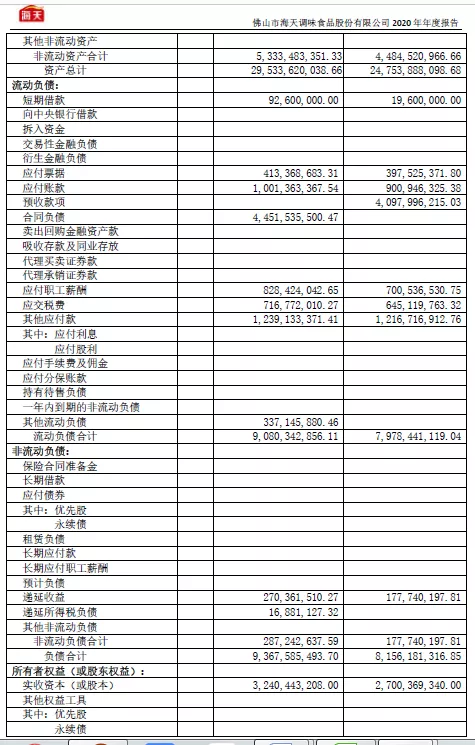 海天
佛山市海天调味食品股份有限公司 2020 年年度报告
其他非流动资产
非流动资产合计 5,333,483,351.33 4,484,520,966.66
资产总计 29,533,620,038.66 24,753,888,098.68
流动负债：
短期借款 92,600,000.00 19,600,000.00
向中央银行借款
拆入资金
交易性金融负债
衍生金融负债
应付票据 413,368,683.31 397,525,371.80
应付账款 1,001,363,367.54 900,946,325.38
预收款项 4,097,996,215.03
合同负债 4,451,535,500.47
卖出回购金融资产款
吸收存款及同业存放
代理买卖证券款
代理承销证券款
应付职工薪酬 828,424,042.65 700,536,530.75
应交税费 716,772,010.27 645,119,763.32
其他应付款 1,239,133,371.41 1,216,716,912.76
其中：应付利息
应付股利
应付手续费及佣金
应付分保账款
持有待售负债
一年内到期的非流动负债
其他流动负债 337,145,880.46
流动负债合计 9,080,342,856.11 7,978,441,119.04
非流动负债：
保险合同准备金
长期借款
应付债券
其中：优先股
永续债
租赁负债
长期应付款
长期应付职工薪酬
预计负债
递延收益 270,361,510.27 177,740,197.81
递延所得税负债 16,881,127.32
其他非流动负债
非流动负债合计 287,242,637.59 177,740,197.81
负债合计 9,367,585,493.70 8,156,181,316.85
所有者权益（或股东权益）：
实收资本（或股本） 3,240,443,208.00 2,700,369,340.00
其他权益工具
其中：优先股
永续债